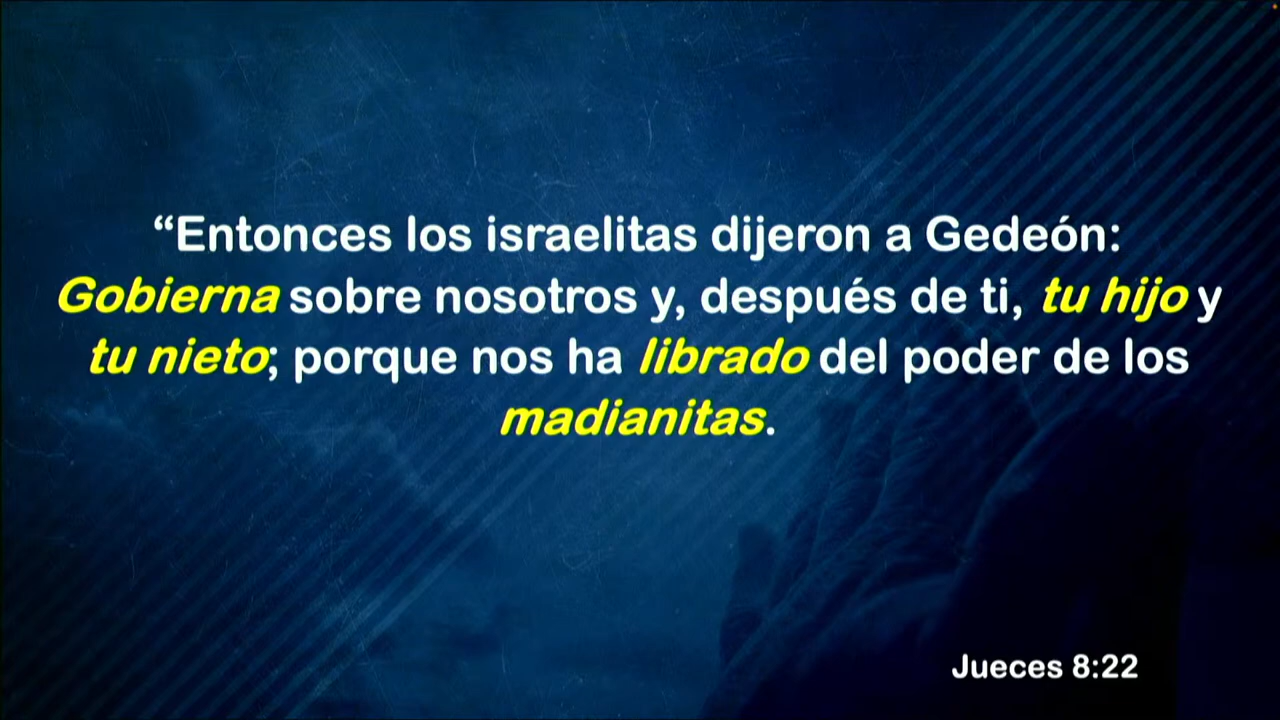 “Entonces los israelitas dijeron a Gedeón:
Gobierna sobre nosotros y, después de ti, tu hijo y
tu nieto; porque nos ha librado del poder de los
madianitas.
Jueces 8:22